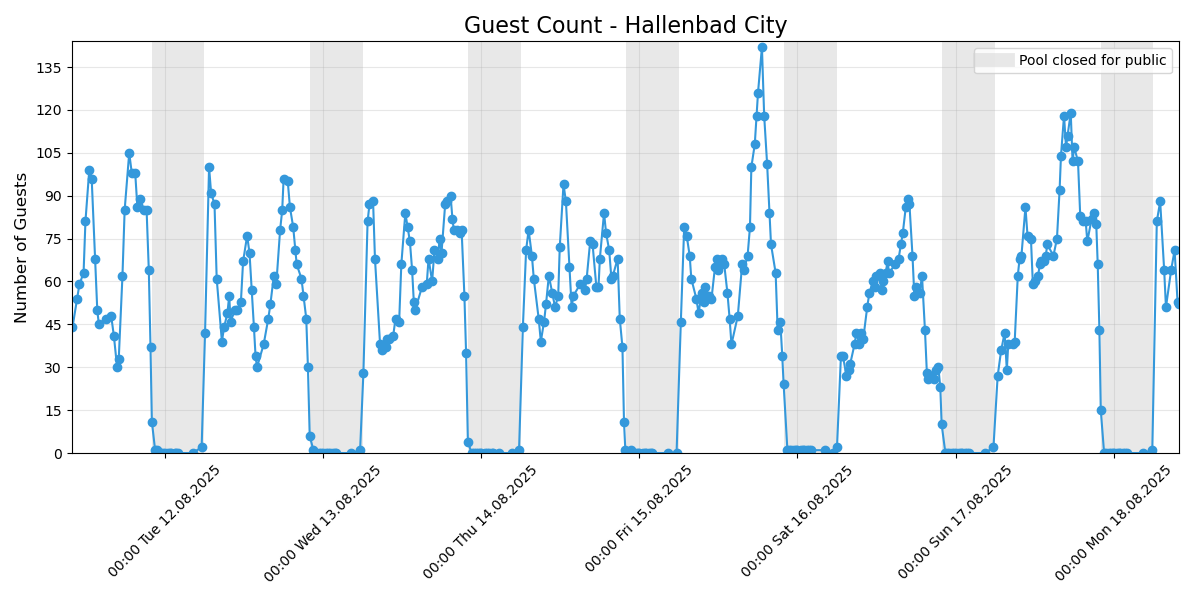 Guest Count - Hallenbad City
Pool closed for public
Number of Guests
135
120
105
90
75
60
45
30
15
0
00:00 Tue 12.08.2025
00:00 Wed 13.08.2025
00:00 Thu 14.08.2025
00:00 Fri 15.08.2025
00:00 Sat 16.08.2025
00:00 Sun 17.08.2025
00:00 Mon 18.08.2025